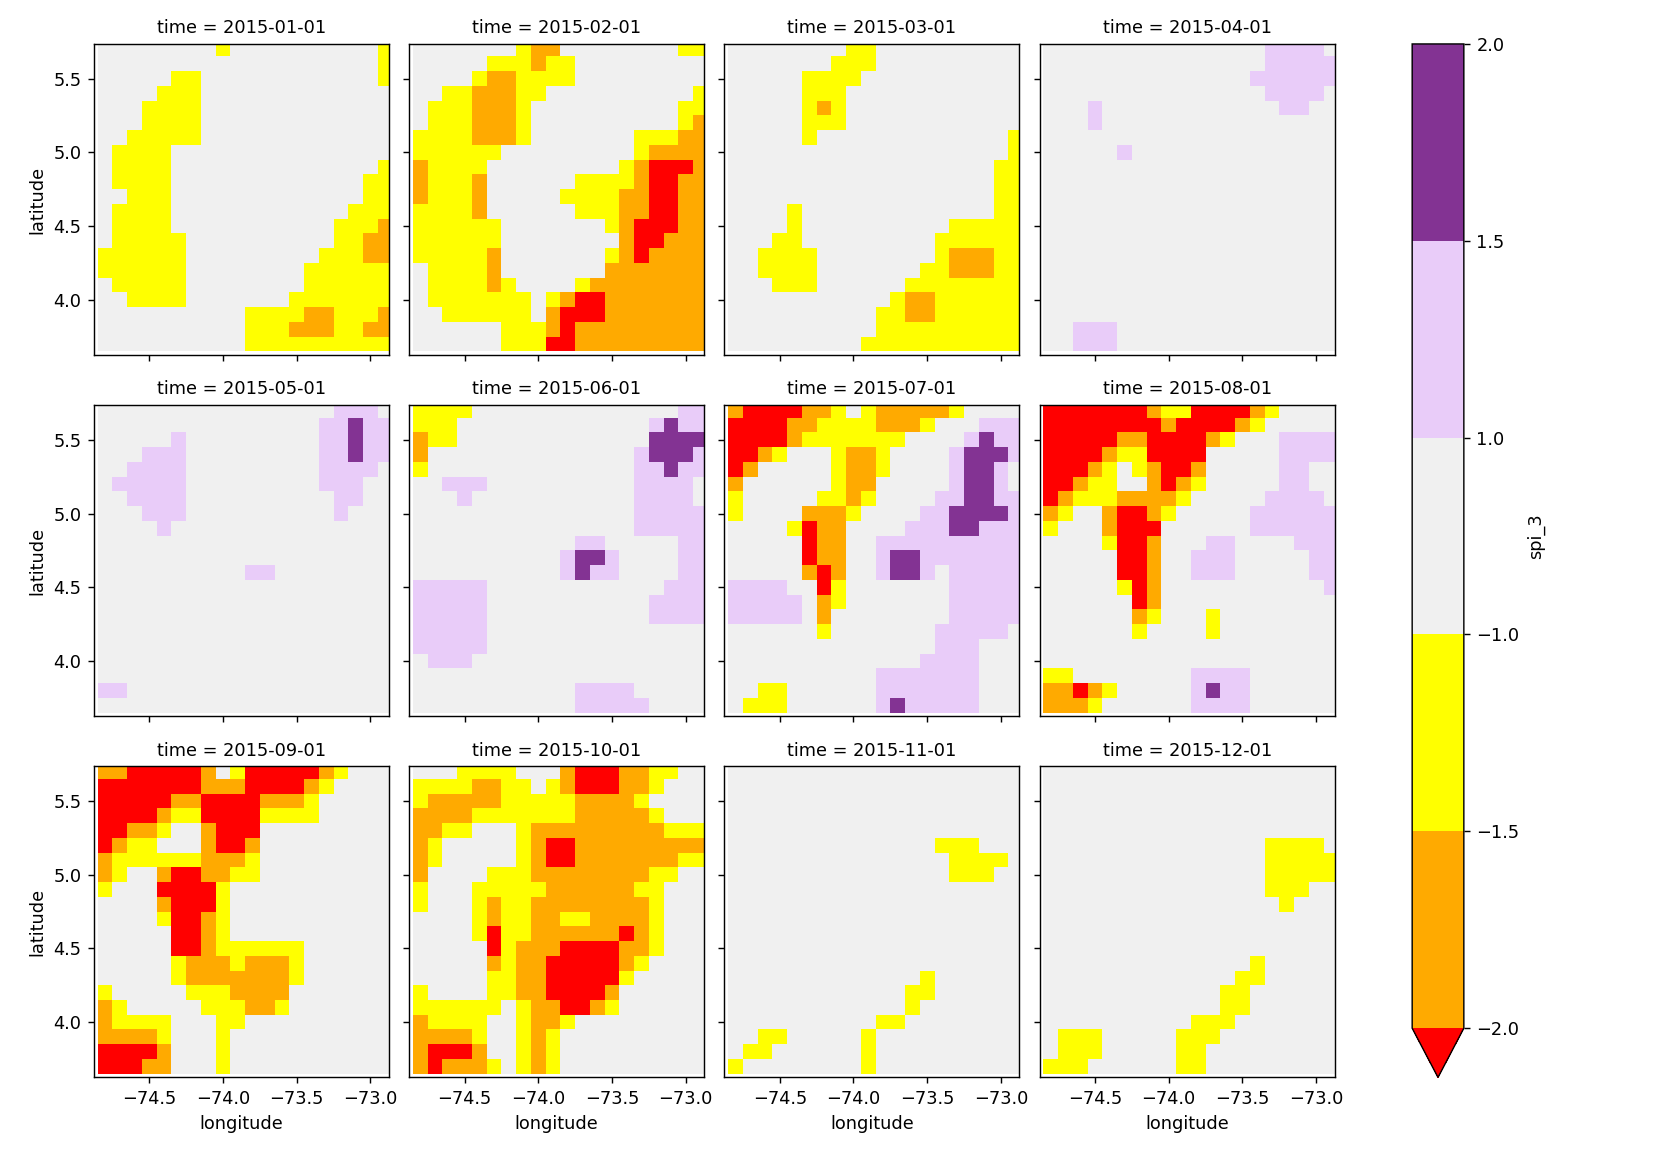 time = 2015-01-01
time = 2015-02-01
time = 2015-03-01
time = 2015-04-01
latitude
5.5
5.0
4.5
4.0
time = 2015-05-01
time = 2015-06-01
time = 2015-07-01
time = 2015-08-01
latitude
5.5
5.0
4.5
4.0
time = 2015-09-01
time = 2015-10-01
time = 2015-11-01
time = 2015-12-01
latitude
5.5
5.0
4.5
4.0
−74.5 −74.0 −73.5 −73.0
longitude
−74.5 −74.0 −73.5 −73.0
longitude
−74.5 −74.0 −73.5 −73.0
longitude
−74.5 −74.0 −73.5 −73.0
longitude
2.0
1.5
1.0
−1.0
−1.5
−2.0
spi_3